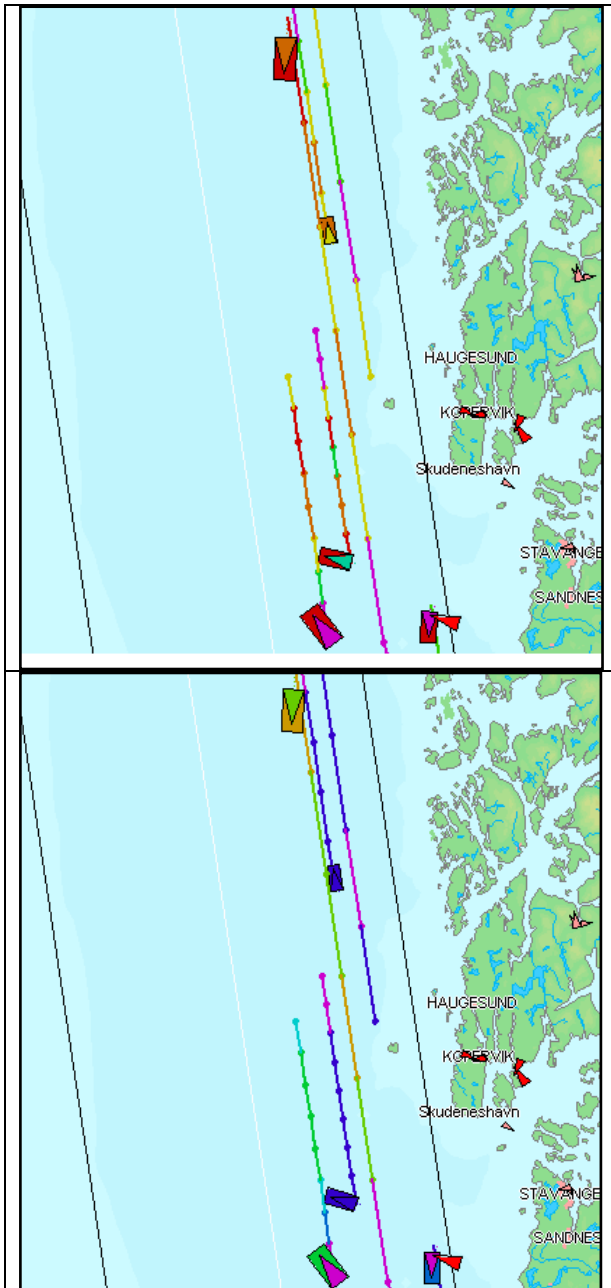 HAUGESUND
KOPERVIK
Skudeneshavn
STAVANGE
SANDNES
HAUGESUND
KOPERVIK
Skudeneshavn
STAVANGE
SANDNES